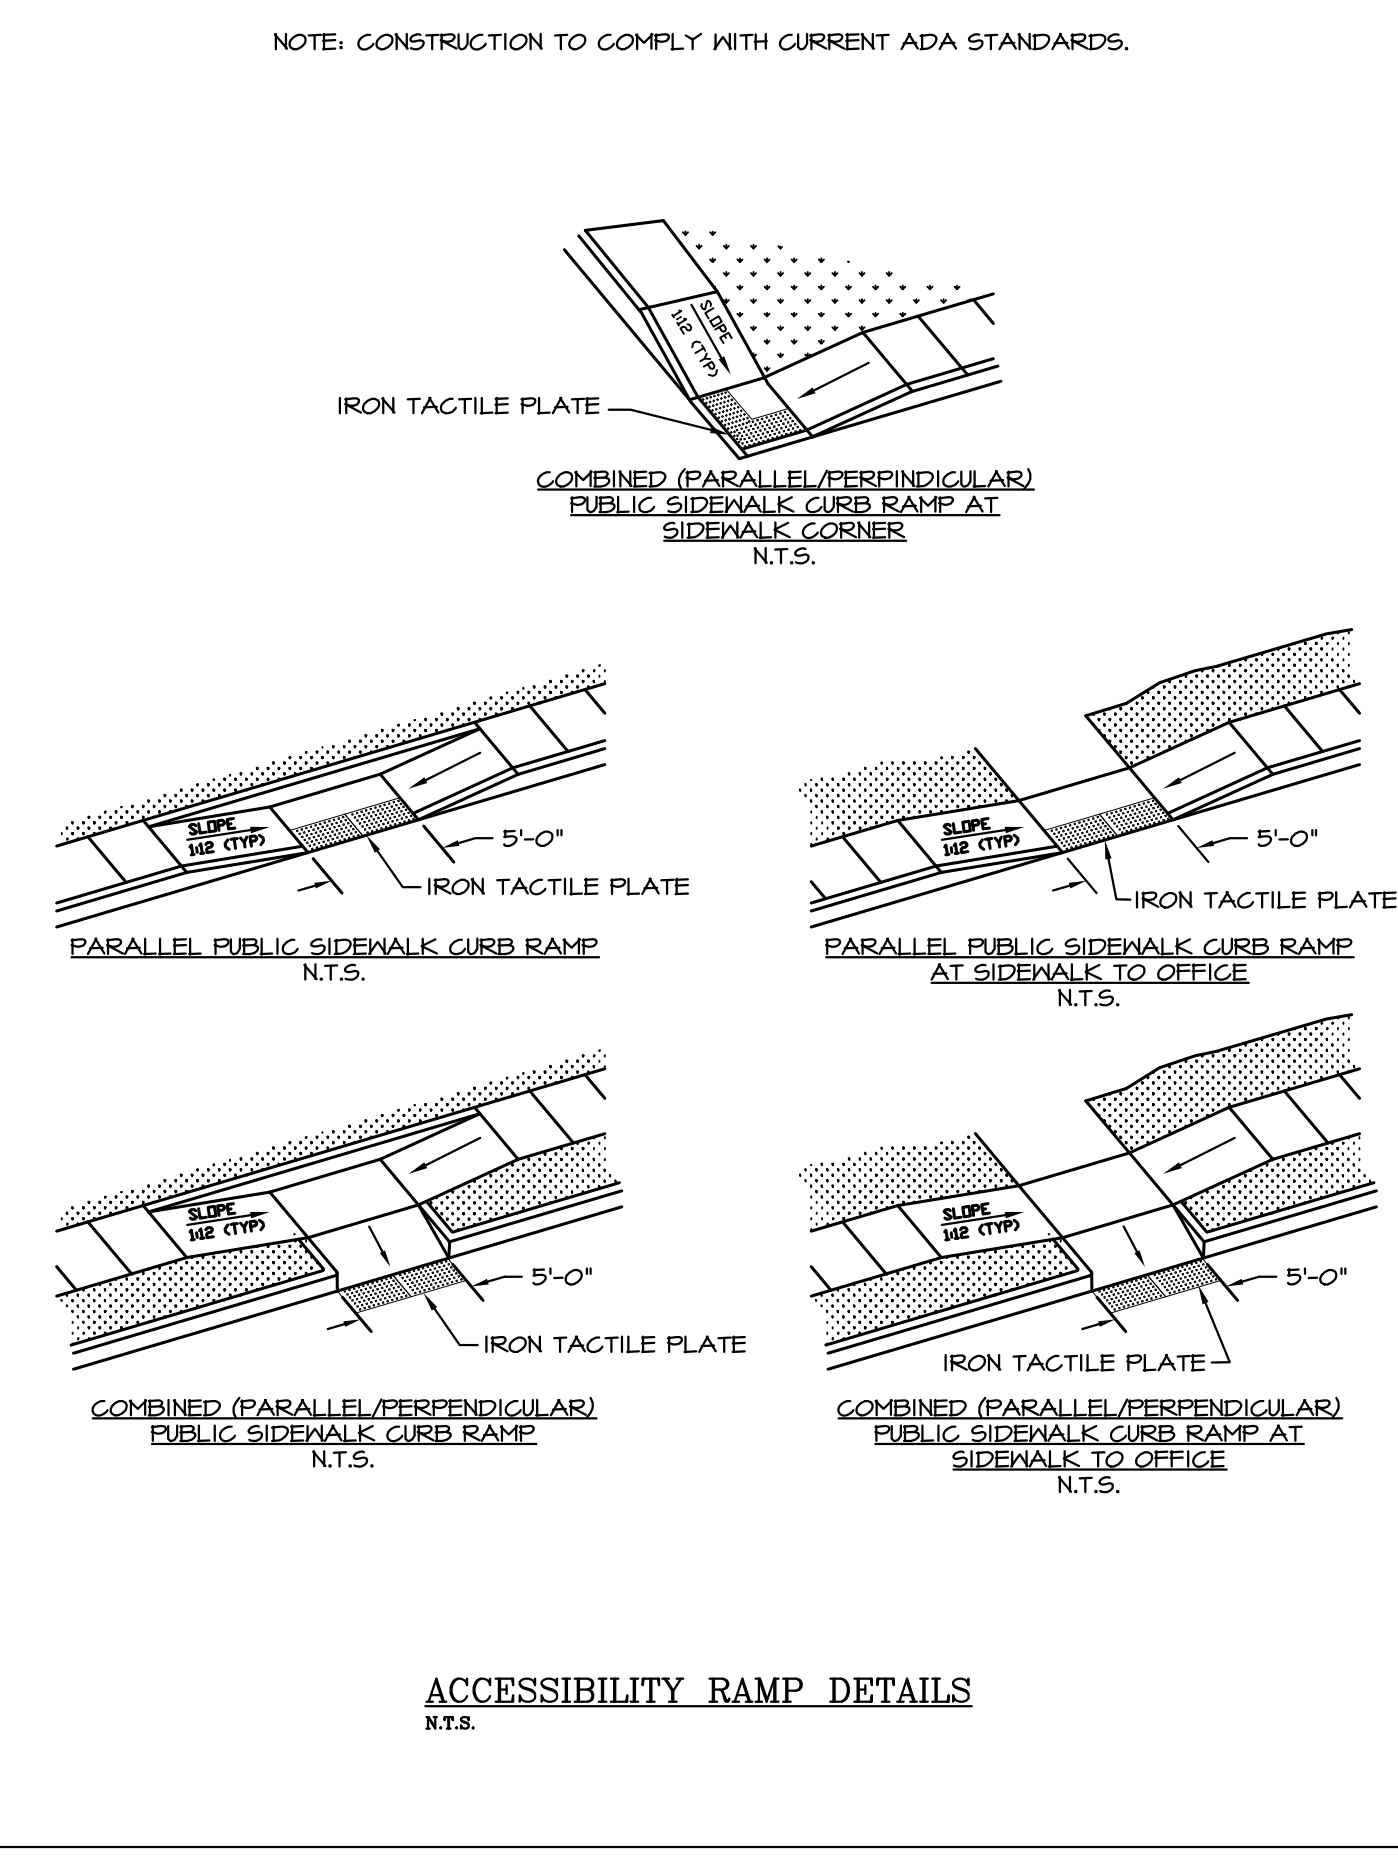 NOTE: CONSTRUCTION TO COMPLY WITH CURRENT ADA STANDARDS.
SLOPE
1:12 (TYP)
IRON TACTILE PLATE
COMBINED (PARALLEL/PERPINDICULAR)
PUBLIC SIDEWALK CURB RAMP AT
SIDEWALK CORNER
N.T.S.
SLOPE
1:12 (TYP)
5'-0"
IRON TACTILE PLATE
PARALLEL PUBLIC SIDEWALK CURB RAMP
N.T.S.
SLOPE
1:12 (TYP)
5'-0"
IRON TACTILE PLATE
PARALLEL PUBLIC SIDEWALK CURB RAMP
AT SIDEWALK TO OFFICE
N.T.S.
SLOPE
1:12 (TYP)
5'-0"
IRON TACTILE PLATE
COMBINED (PARALLEL/PERPENDICULAR)
PUBLIC SIDEWALK CURB RAMP
N.T.S.
SLOPE
1:12 (TYP)
5'-0"
IRON TACTILE PLATE
COMBINED (PARALLEL/PERPENDICULAR)
PUBLIC SIDEWALK CURB RAMP AT
SIDEWALK TO OFFICE
N.T.S.
ACCESSIBILITY RAMP DETAILS
N.T.S.